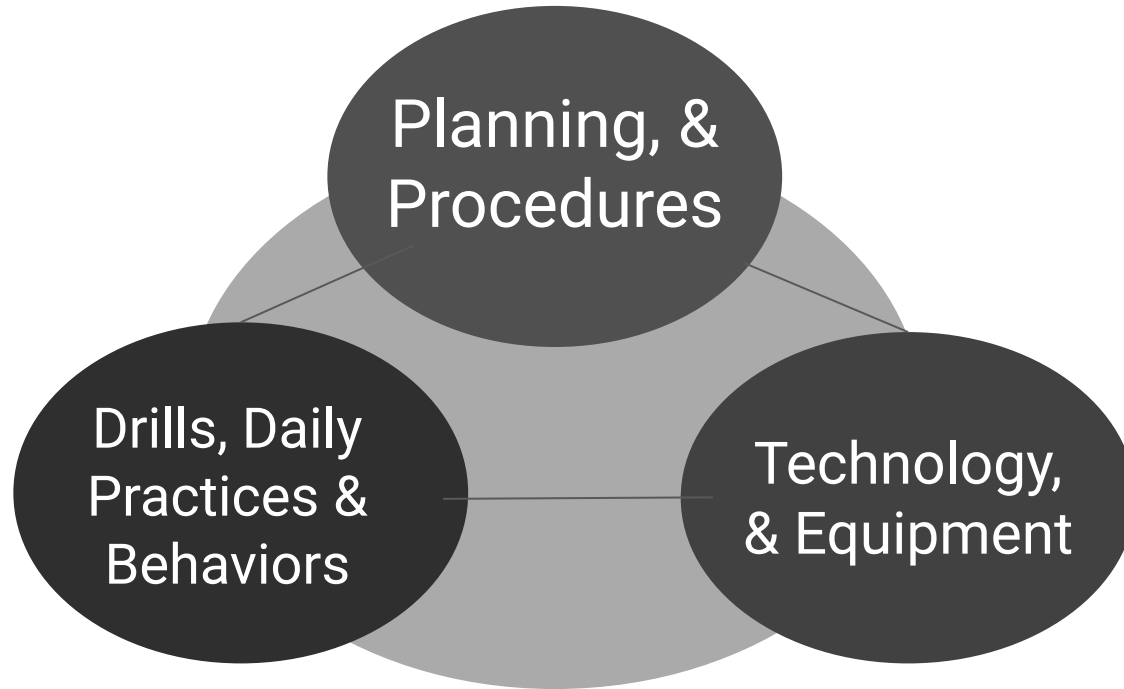 Planning, &
Procedures
Drills, Daily
Practices &
Behaviors
Technology,
& Equipment